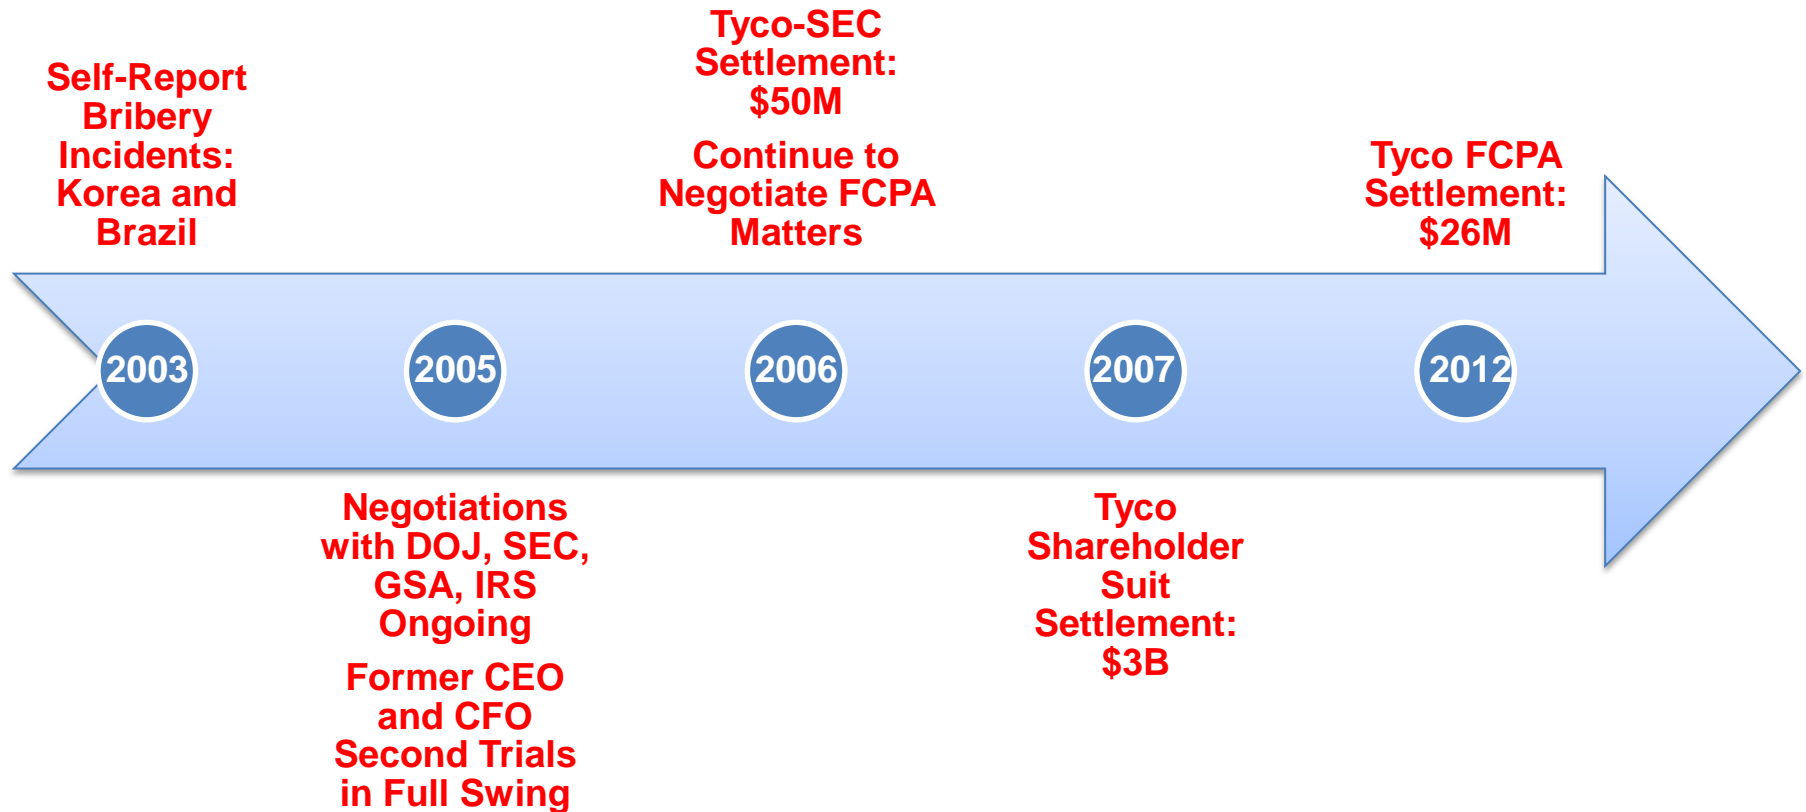 Self-Report
Bribery
Incidents:
Korea and
Brazil
Tyco-SEC
Settlement:
$50M
Continue to
Negotiate FCPA
Matters
Tyco FCPA
Settlement:
$26M
2003
2005
2006
2007
2012
Negotiations
with DOJ, SEC,
GSA, IRS
Ongoing
Former CEO
and CFO
Second Trials
in Full Swing
Tyco
Shareholder
Suit
Settlement:
$3B